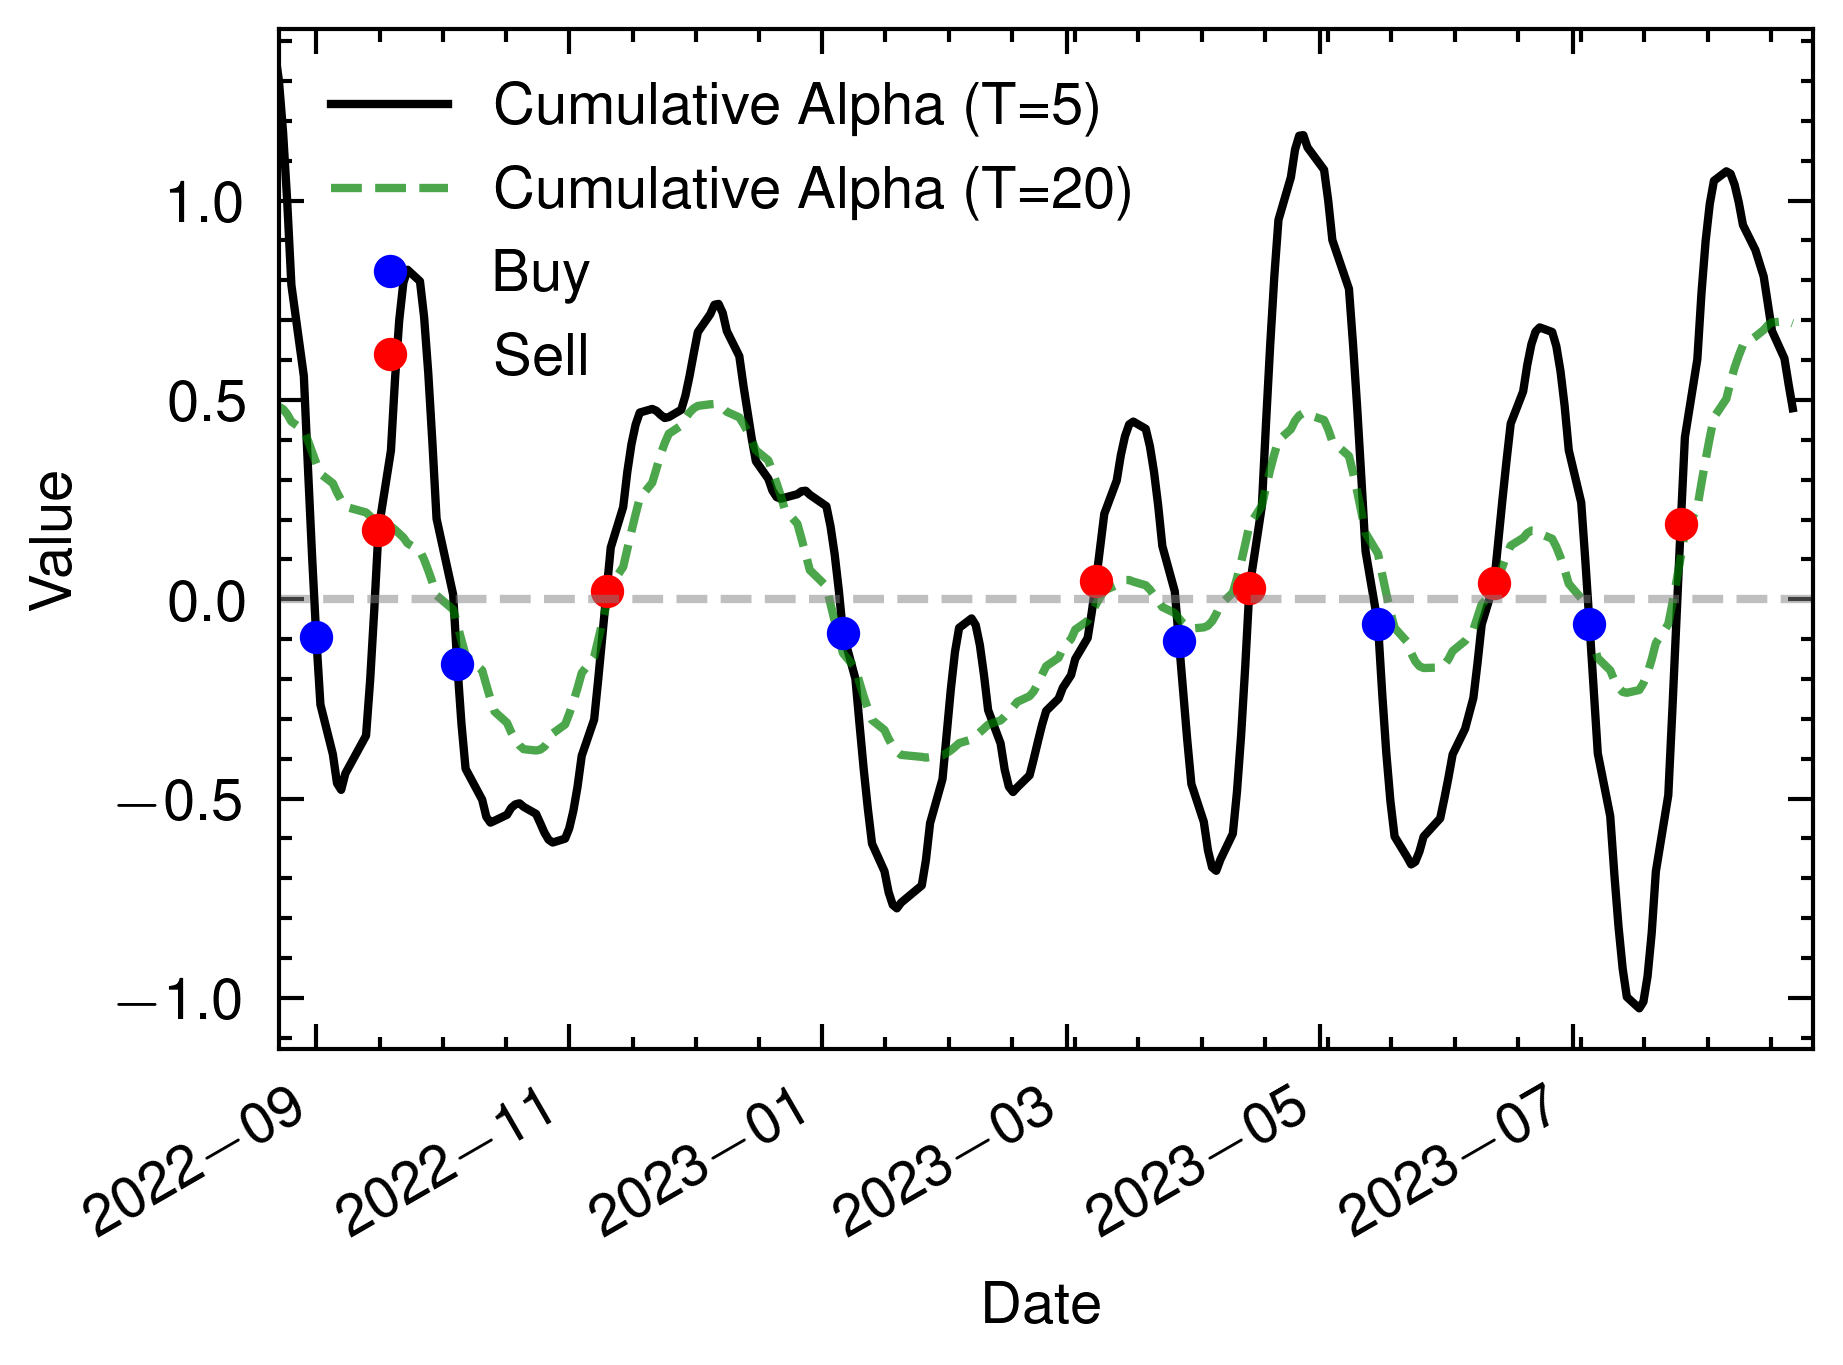 Cumulative Alpha (T=5)
Cumulative Alpha (T=20)
Buy
Sell
1.0
0.5
0.0
−0.5
−1.0
Value
2022−09
2022−11
2023−01
2023−03
2023−05
2023−07
Date